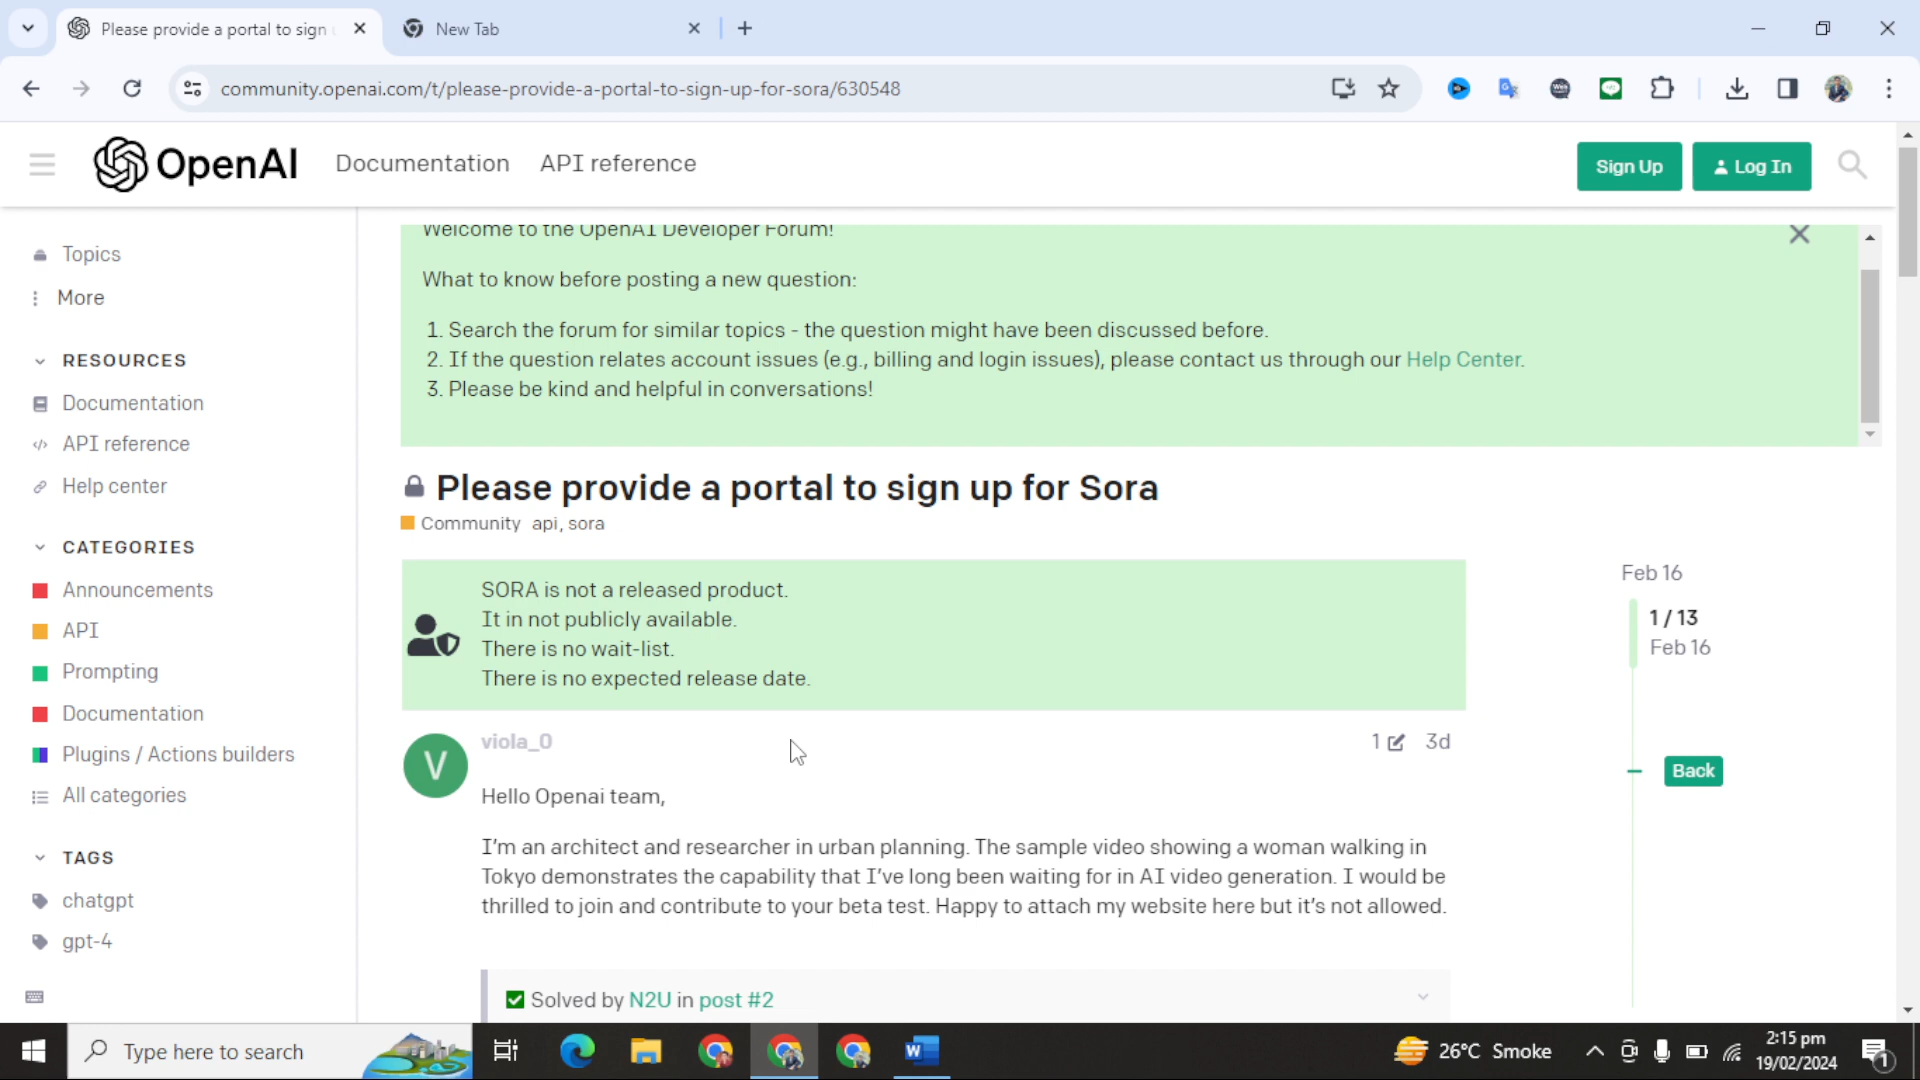 Please provide a portal to sign
New Tab
community.openai.com/t/please-provide-a-portal-to-sign-up-for-sora/630548
OpenAI
Documentation
API reference
Sign Up
Log In
Topics
More
RESOURCES
Documentation
API reference
Help center
CATEGORIES
Announcements
API
Prompting
Documentation
Plugins / Actions builders
All categories
TAGS
chatgpt
gpt-4
Welcome to the OpenAI Developer Forum!
What to know before posting a new question:
1. Search the forum for similar topics - the question might have been discussed before.
2. If the question relates account issues (e.g., billing and login issues), please contact us through our Help Center.
3. Please be kind and helpful in conversations!
Please provide a portal to sign up for Sora
Community api, sora
SORA is not a released product.
It in not publicly available.
There is no wait-list.
There is no expected release date.
Feb 16
1 / 13
Feb 16
Back
V
viola_0
1
3d
Hello Openai team,
I'm an architect and researcher in urban planning. The sample video showing a woman walking in
Tokyo demonstrates the capability that I've long been waiting for in AI video generation. I would be
thrilled to join and contribute to your beta test. Happy to attach my website here but it's not allowed.
Solved by N2U in post #2
Type here to search
26°C Smoke
2:15 pm
19/02/2024
1